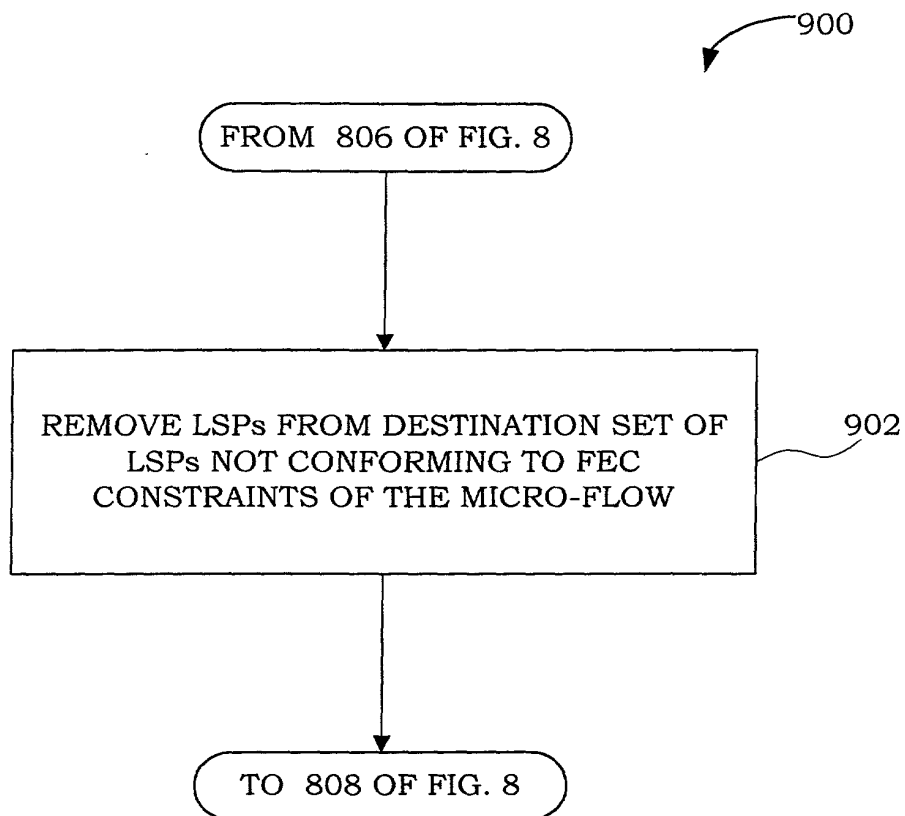 900
FROM 806 OF FIG. 8
REMOVE LSPs FROM DESTINATION SET OF
LSPs NOT CONFORMING TO FEC
CONSTRAINTS OF THE MICRO-FLOW
902
TO 808 OF FIG. 8